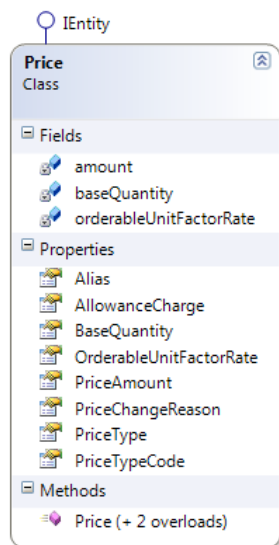 IEntity
Price
Class
Fields
amount
baseQuantity
orderableUnitFactorRate
Properties
Alias
AllowanceCharge
BaseQuantity
OrderableUnitFactorRate
PriceAmount
PriceChangeReason
PriceType
PriceTypeCode
Methods
Price (+ 2 overloads)